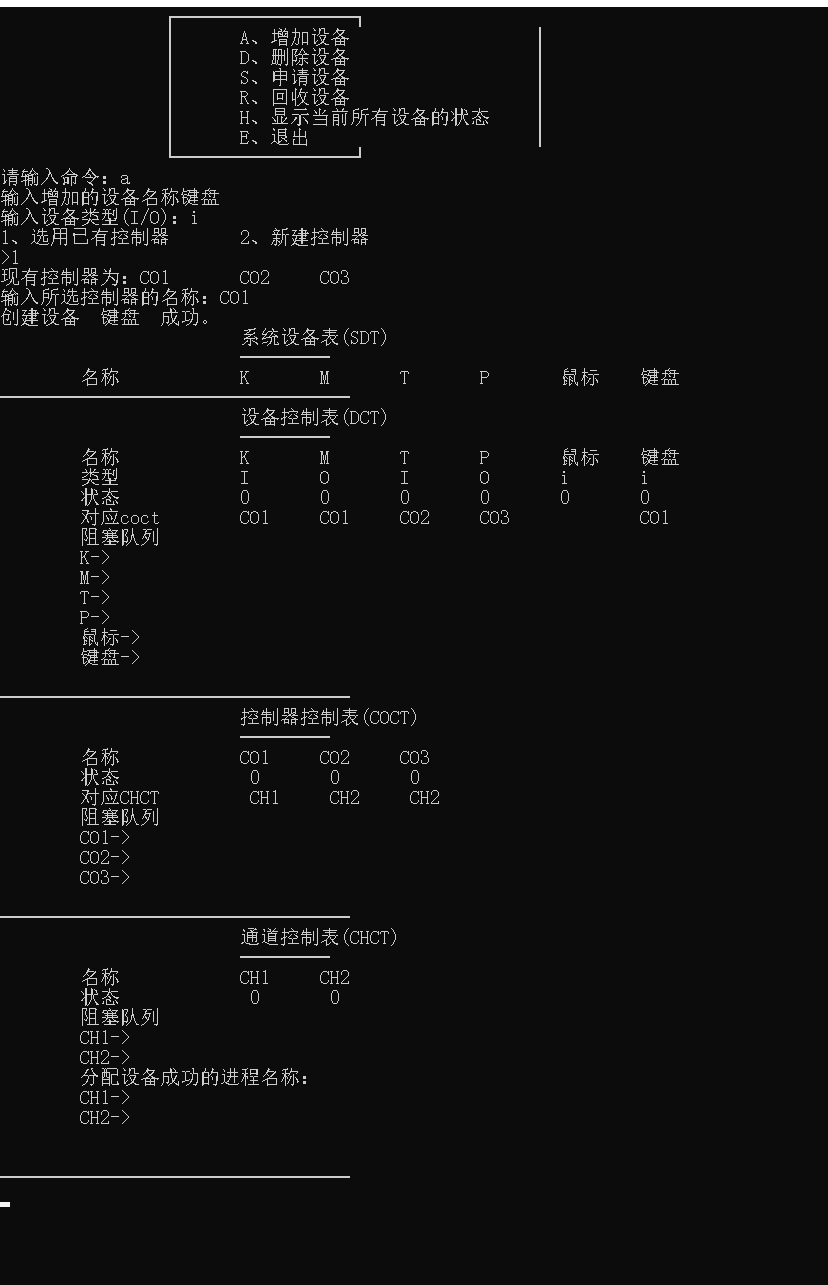 A、增加设备
D、删除设备
S、申请设备
R、回收设备
H、显示当前所有设备的状态
E、退出
请输入命令：a
输入增加的设备名称键盘
输入设备类型(I/O)：i
1、选用已有控制器 2、新建控制器
>1
现有控制器为：CO1 CO2 CO3
输入所选控制器的名称：CO1
创建设备 键盘 成功。
系统设备表(SDT)
名称 K M T P 鼠标 键盘
设备控制表(DCT)
名称 K M T P 鼠标 键盘
类型 I O I O i i
状态 0 0 0 0 0 0
对应coct CO1 CO1 CO2 CO3 CO1
阻塞队列
K->
M->
T->
P->
鼠标->
键盘->
控制器控制表(COCT)
名称 CO1 CO2 CO3
状态 0 0 0
对应CHCT CH1 CH2 CH2
阻塞队列
CO1->
CO2->
CO3->
通道控制表(CHCT)
名称 CH1 CH2
状态 0 0
阻塞队列
CH1->
CH2->
分配设备成功的进程名称：
CH1->
CH2->